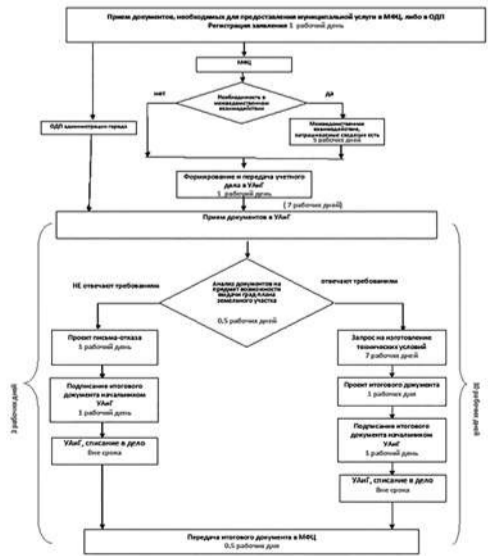 Прием документов, необходимых для предоставления муниципальной услуги в МФЦ, либо в ОДП
Регистрация заявления 1 рабочий день
МФЦ
нет
да
Необходимость в
межведомственном
взаимодействии
ОДП администрации города
Межведомственное
взаимодействие,
запрашиваемые сведения есть
5 рабочих дней
Формирование и передача учетного
дела в УАиГ
1 рабочий день
( 7 рабочих дней)
Прием документов в УАиГ
НЕ отвечают требованиям
отвечают требованиям
Анализ документов на
предмет возможности
выдачи град плана
земельного участка
0,5 рабочих дней
Проект письма-отказа
1 рабочий день
Запрос на изготовление
технических условий
7 рабочих дней
Подписание итогового
документа начальником
УАиГ
1 рабочий день
Проект итогового документа
1 рабочих дня
Подписание итогового
документа начальником
УАиГ
1 рабочий день
УАиГ, списание в дело
Вне срока
УАиГ, списание в дело
Вне срока
3 рабочих дней
10 рабочих дней
Передача итогового документа в МФЦ
0,5 рабочих дня